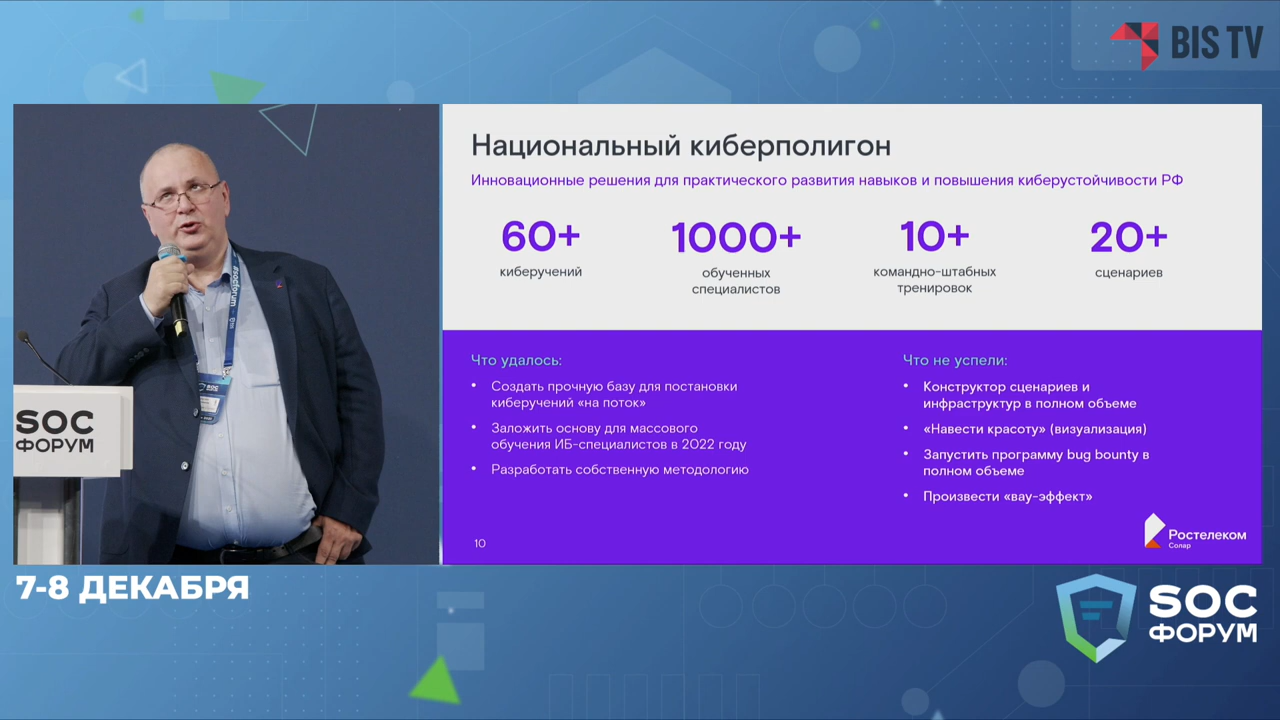 BIS TV
Национальный киберполигон
Инновационные решения для практического развития навыков и повышения киберустойчивости РФ
60+
киберучений
1000+
обученных
специалистов
10+
командно-штабных
тренировок
20+
сценариев
Что удалось:
• Создать прочную базу для постановки
киберучений «на поток»
• Заложить основу для массового
обучения ИБ-специалистов в 2022 году
• Разработать собственную методологию
Что не успели:
• Конструктор сценариев и
инфраструктур в полном объеме
• «Навести красоту» (визуализация)
• Запустить программу bug bounty в
полном объеме
• Произвести «вау-эффект»
10
Ростелеком
Солар
socforum
SOC
SOC
ФОРУМ
7-8 ДЕКАБРЯ
SOC
ФОРУМ